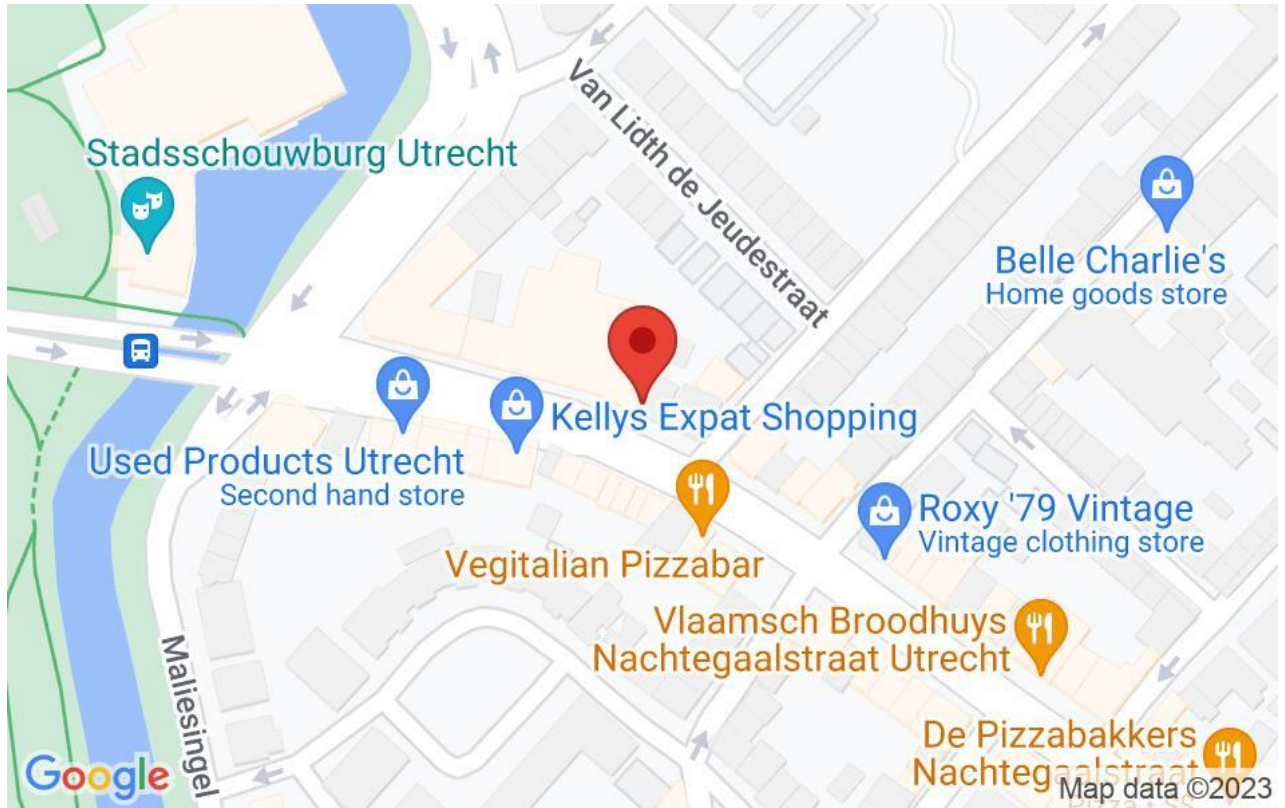 Van Lidth de Jeudestraat
Stadsschouwburg Utrecht
Belle Charlie's
Home goods store
Kellys Expat Shopping
Used Products Utrecht
Second hand store
Roxy '79 Vintage
Vintage clothing store
Vegitalian Pizzabar
Vlaamsch Broodhuys
Nachtegaalstraat Utrecht
Maliesingel
De Pizzabakkers
Nachtegaalstraat
Google
Map data ©2023